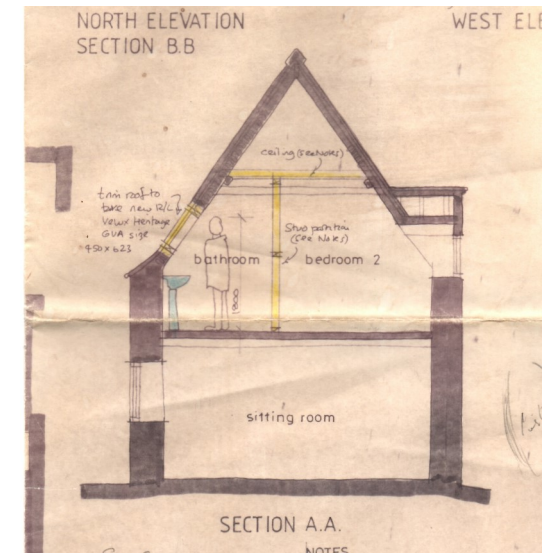 NORTH ELEVATION
SECTION B.B
WEST ELE
ceiling (see Notes)
trim roof to
take new R/L
Velux Heritage
GVA size
450 x 623
Stud partition
(see Notes)
bathroom
bedroom 2
1800
sitting room
SECTION A.A.
NOTES